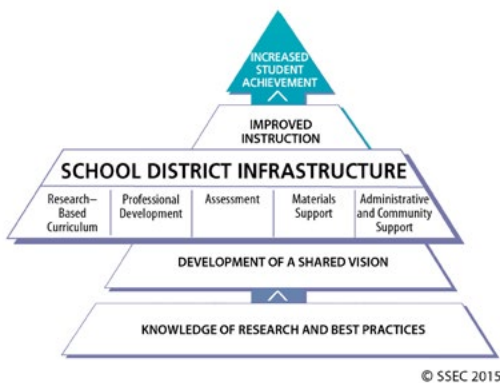 INCREASED
STUDENT
ACHIEVEMENT
IMPROVED
INSTRUCTION
SCHOOL DISTRICT INFRASTRUCTURE
Research–
Based
Curriculum
Professional
Development
Assessment
Materials
Support
Administrative
and Community
Support
DEVELOPMENT OF A SHARED VISION
KNOWLEDGE OF RESEARCH AND BEST PRACTICES
© SSEC 2015